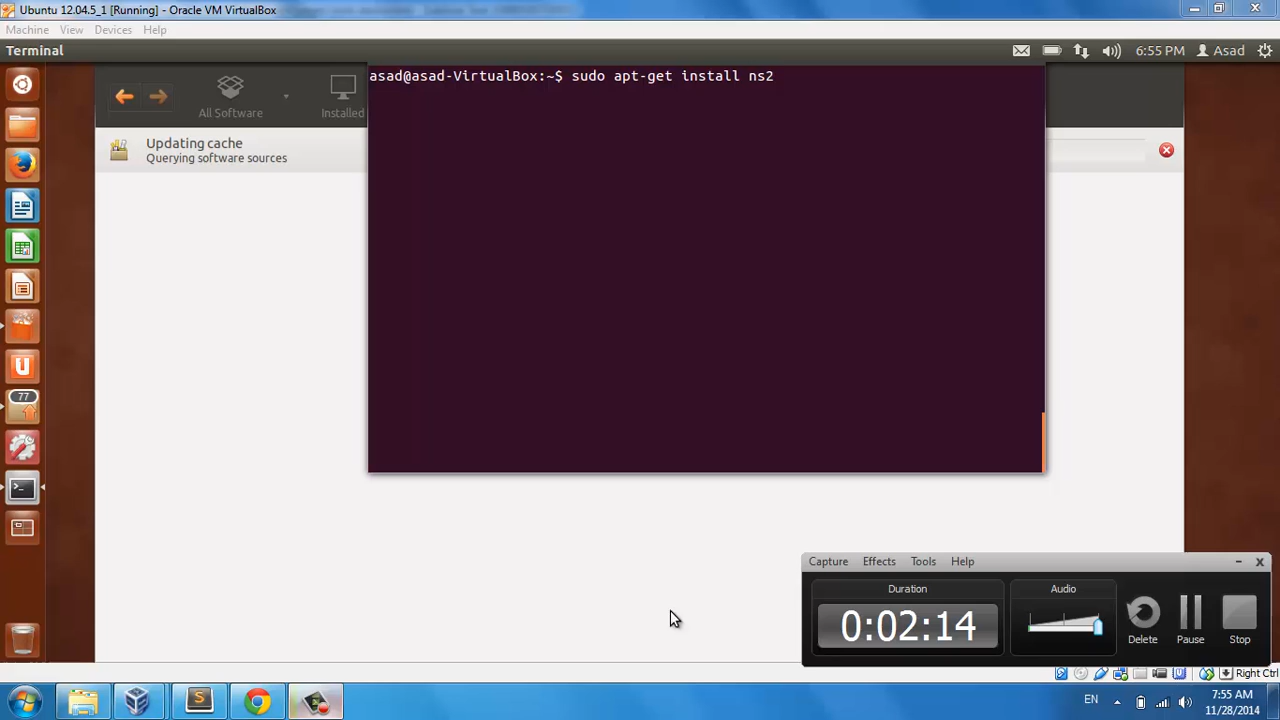 Ubuntu 12.04.5_1 [Running] - Oracle VM VirtualBox
Machine View Devices Help
Terminal 6:55 PM Asad
asad@asad-VirtualBox:~$ sudo apt-get install ns2
All Software
Installed
Updating cache
Querying software sources
77
Capture Effects Tools Help
Duration
Audio
0:02:14
Delete
Pause
Stop
Right Ctrl
EN
7:55 AM
11/28/2014